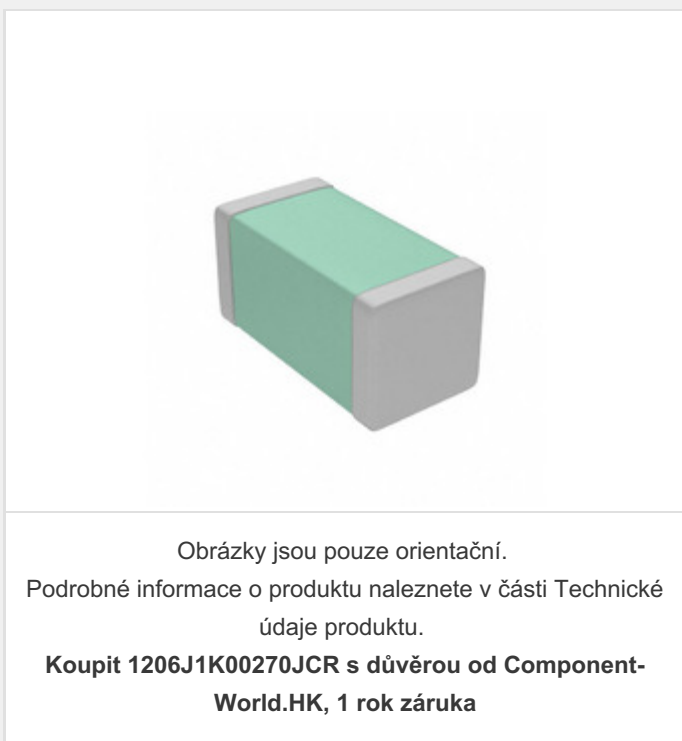 Obrázky jsou pouze orientační.
Podrobné informace o produktu naleznete v části Technické
údaje produktu.
Koupit 1206J1K00270JCR s důvěrou od Component-
World.HK, 1 rok záruka